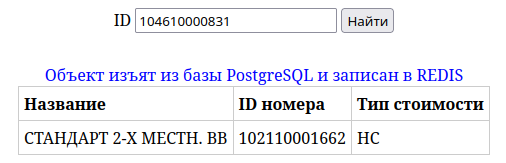 ID 104610000831 Найти
Объект изъят из базы PostgreSQL и записан в REDIS
Название ID номера Тип стоимости
СТАНДАРТ 2-Х МЕСТН. BB 102110001662 НС